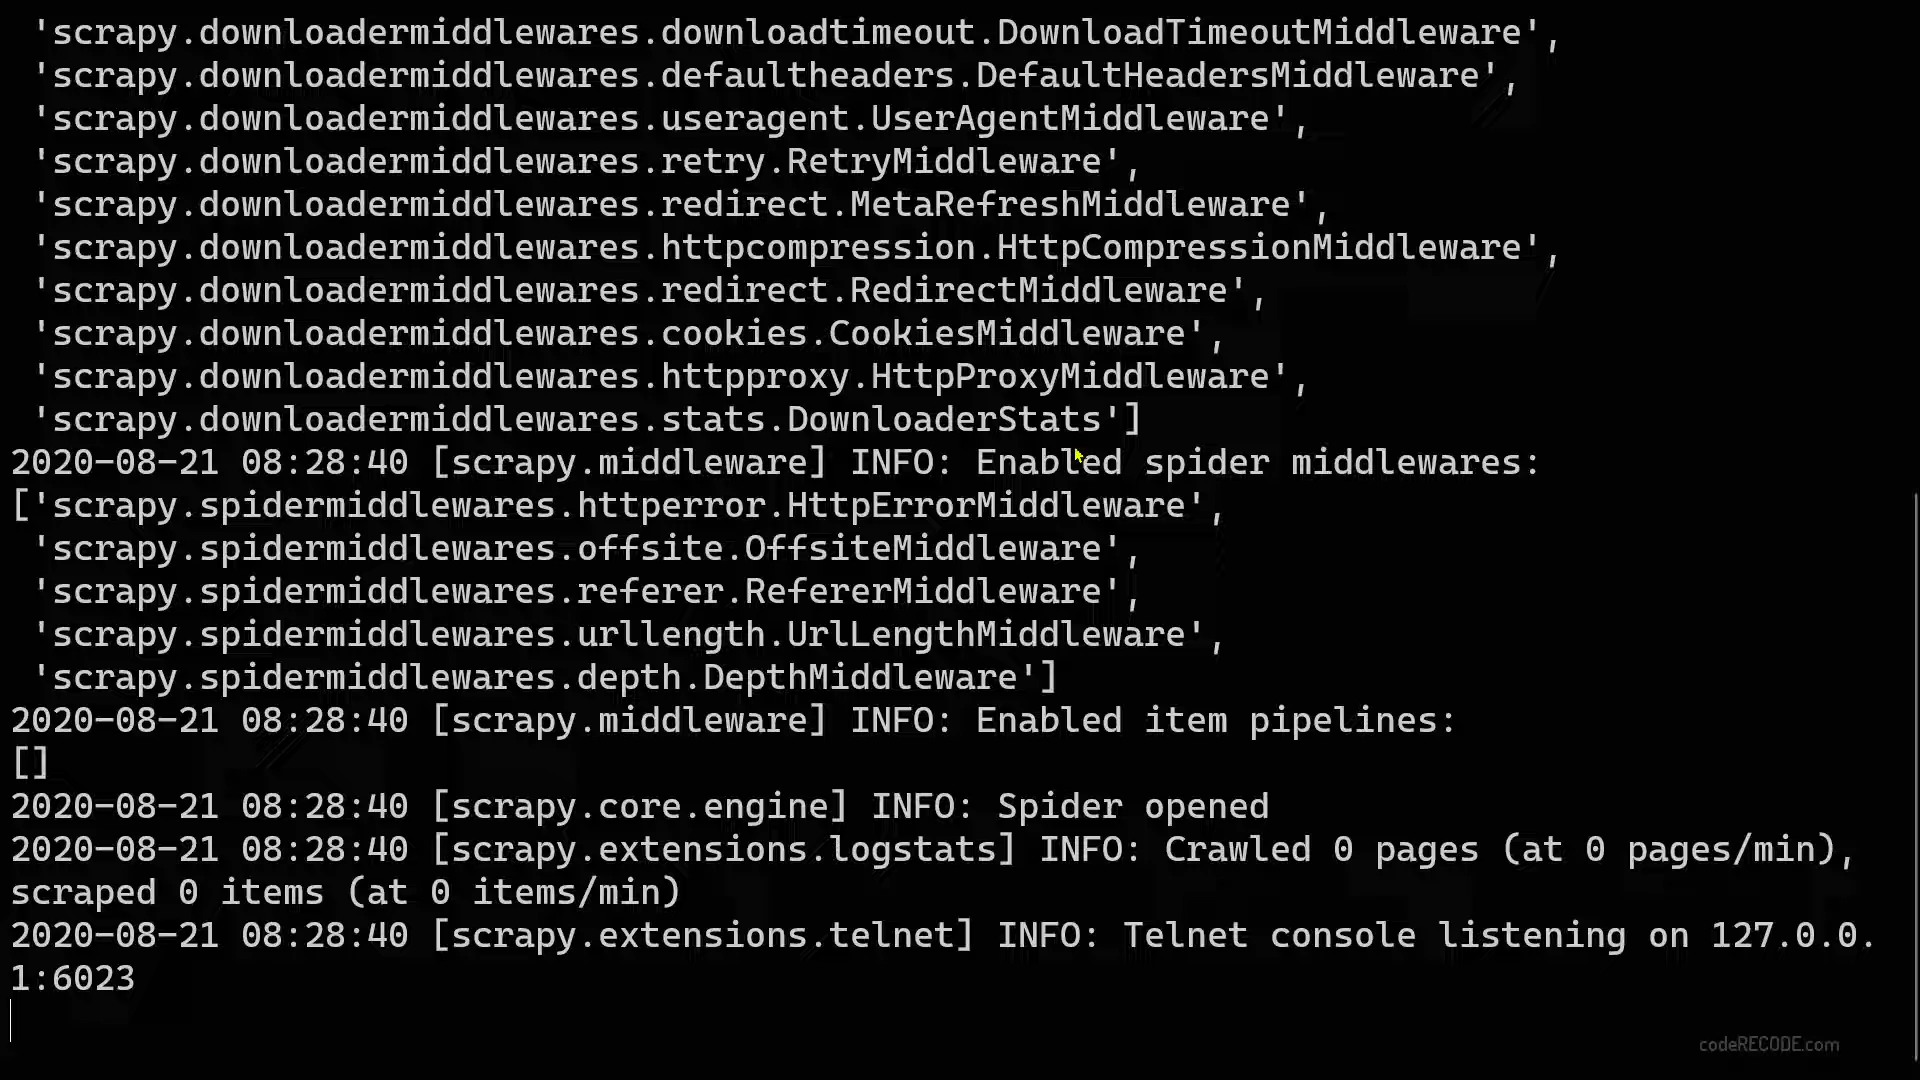 'scrapy.downloadermiddlewares.downloadtimeout.DownloadTimeoutMiddleware',
'scrapy.downloadermiddlewares.defaultheaders.DefaultHeadersMiddleware',
'scrapy.downloadermiddlewares.useragent.UserAgentMiddleware',
'scrapy.downloadermiddlewares.retry.RetryMiddleware',
'scrapy.downloadermiddlewares.redirect.MetaRefreshMiddleware',
'scrapy.downloadermiddlewares.httpcompression.HttpCompressionMiddleware',
'scrapy.downloadermiddlewares.redirect.RedirectMiddleware',
'scrapy.downloadermiddlewares.cookies.CookiesMiddleware',
'scrapy.downloadermiddlewares.httpproxy.HttpProxyMiddleware',
'scrapy.downloadermiddlewares.stats.DownloaderStats']
2020-08-21 08:28:40 [scrapy.middleware] INFO: Enabled spider middlewares:
['scrapy.spidermiddlewares.httperror.HttpErrorMiddleware',
'scrapy.spidermiddlewares.offsite.OffsiteMiddleware',
'scrapy.spidermiddlewares.referer.RefererMiddleware',
'scrapy.spidermiddlewares.urllength.UrlLengthMiddleware',
'scrapy.spidermiddlewares.depth.DepthMiddleware']
2020-08-21 08:28:40 [scrapy.middleware] INFO: Enabled item pipelines:
[]
2020-08-21 08:28:40 [scrapy.core.engine] INFO: Spider opened
2020-08-21 08:28:40 [scrapy.extensions.logstats] INFO: Crawled 0 pages (at 0 pages/min),
scraped 0 items (at 0 items/min)
2020-08-21 08:28:40 [scrapy.extensions.telnet] INFO: Telnet console listening on 127.0.0.
1:6023
codeRECODE.com